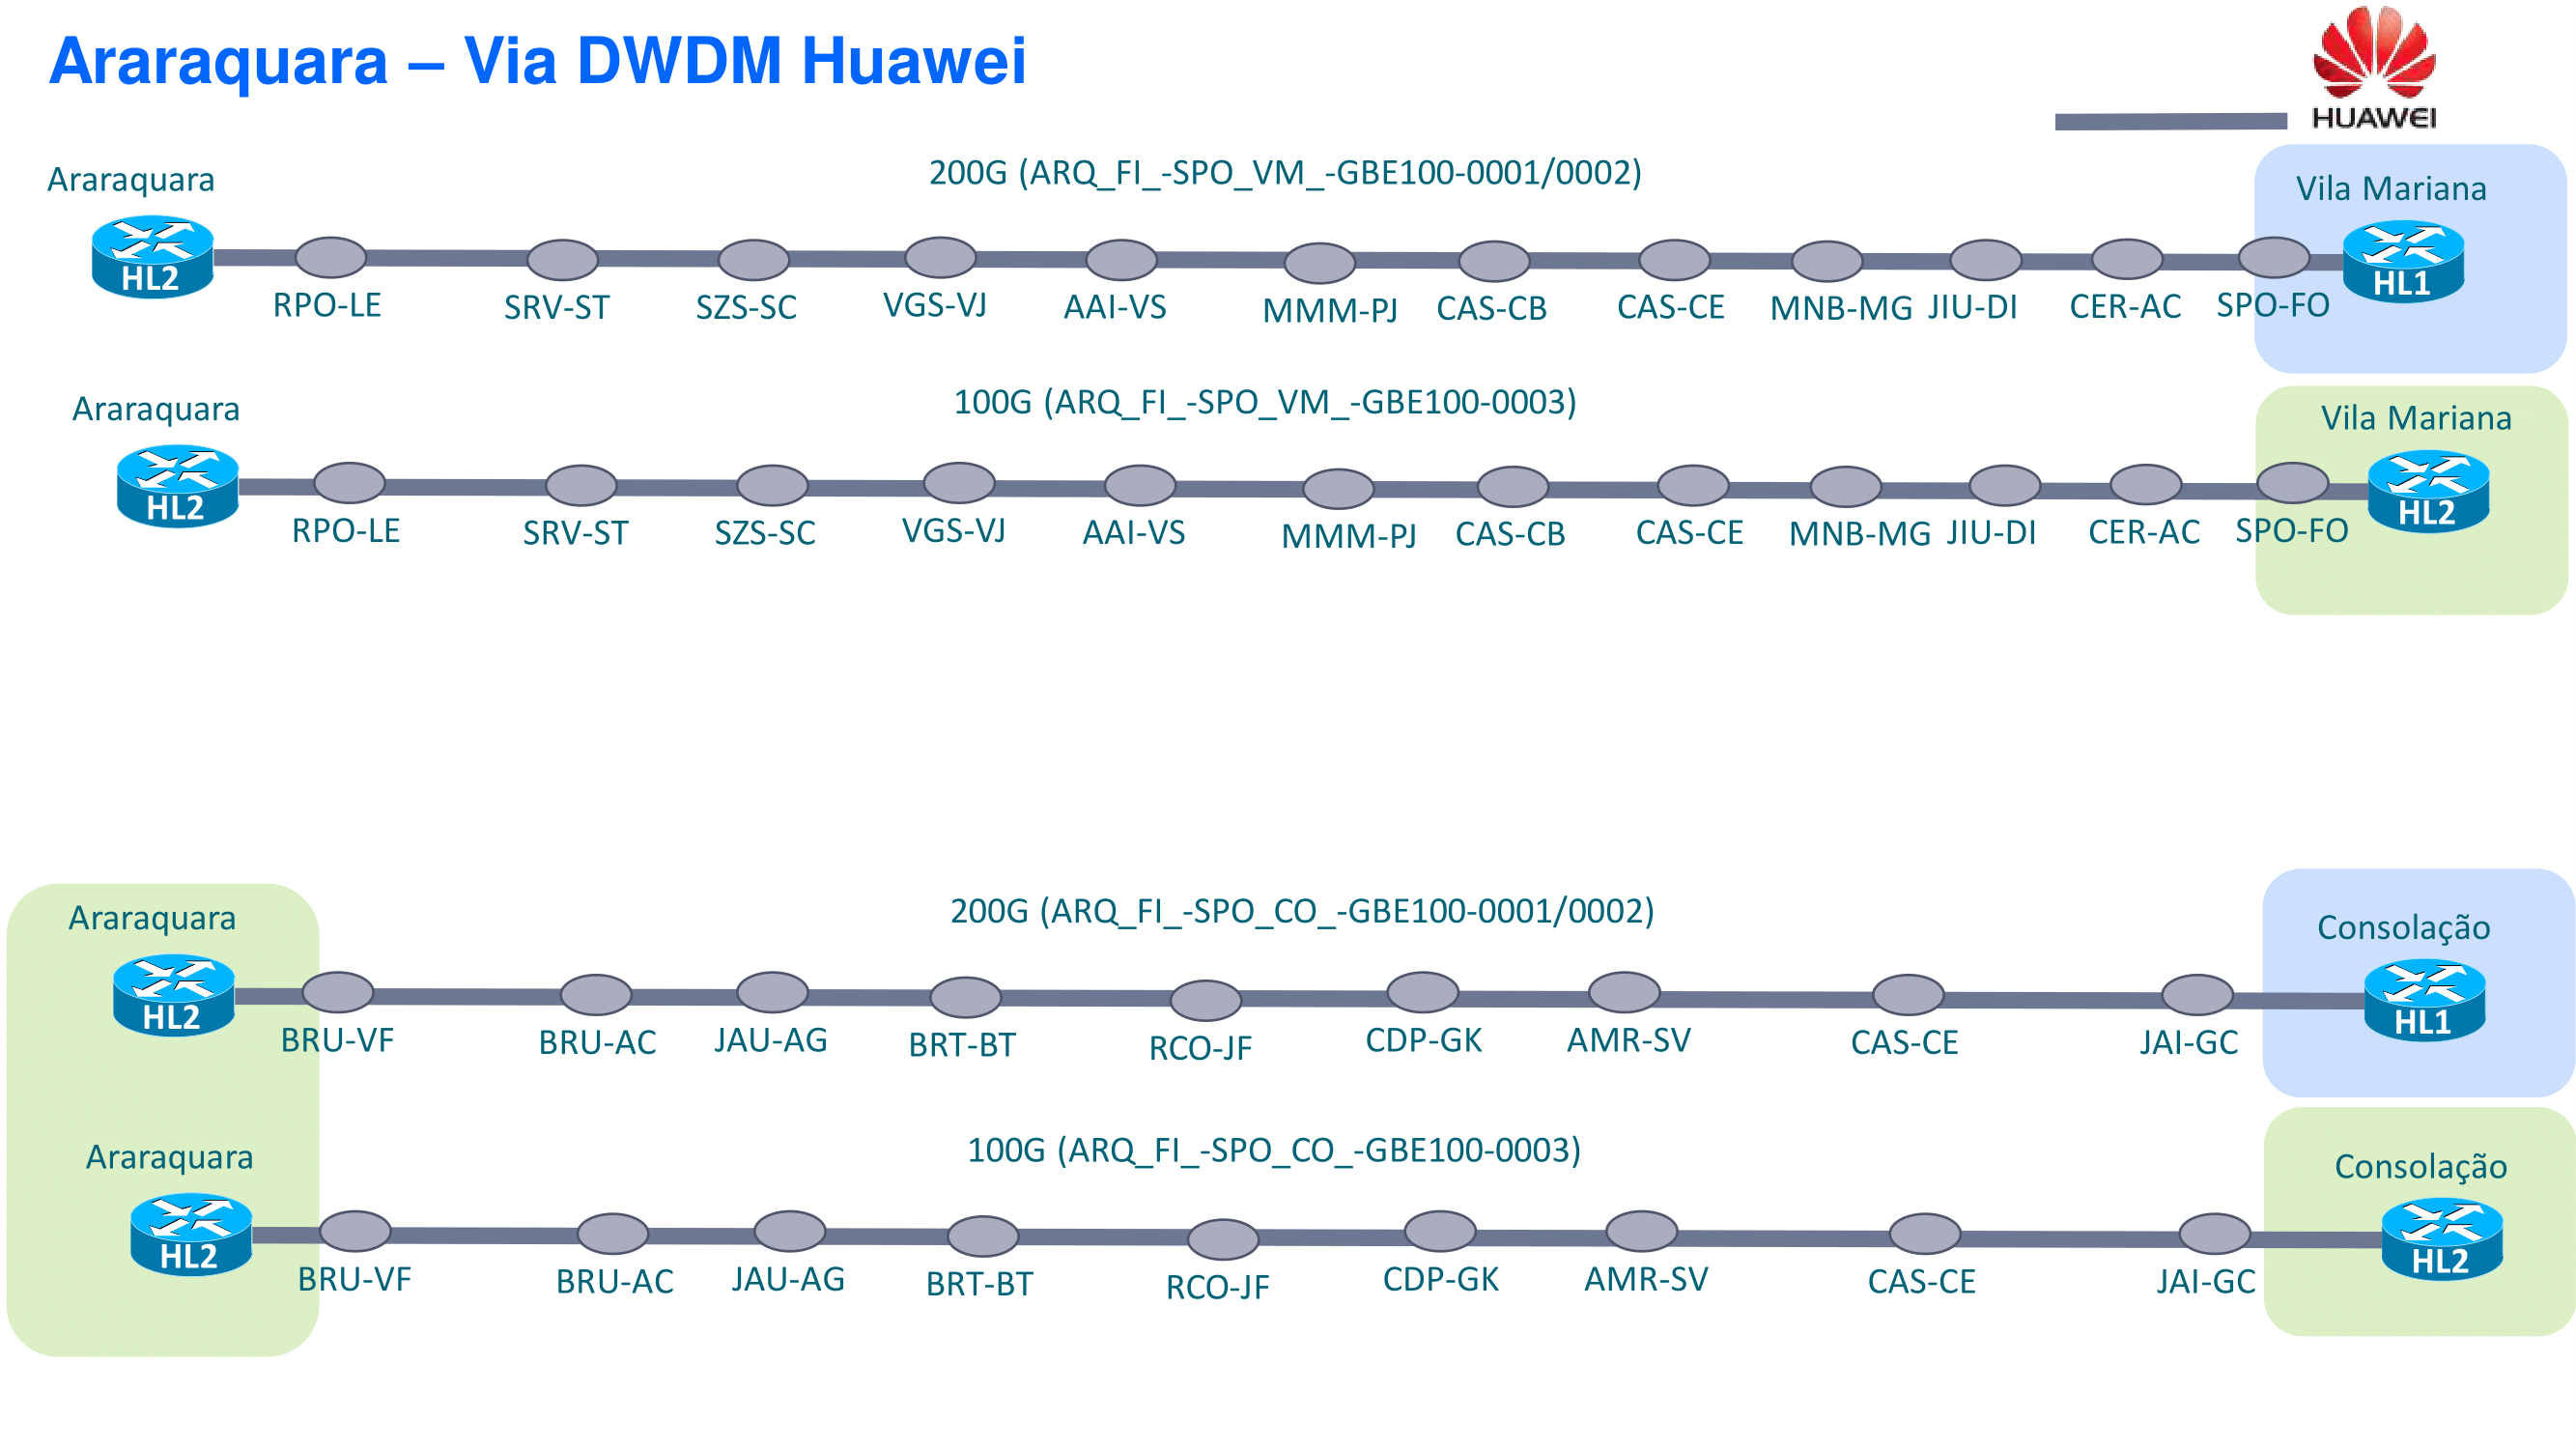 Araraquara – Via DWDM Huawei
HUAWEI
200G (ARQ_FI_-SPO_VM_-GBE100-0001/0002)
Araraquara
Vila Mariana
HL2
HL1
RPO-LE SRV-ST SZS-SC VGS-VJ AAI-VS MMM-PJ CAS-CB CAS-CE MNB-MG JIU-DI CER-AC SPO-FO
100G (ARQ_FI_-SPO_VM_-GBE100-0003)
Araraquara
Vila Mariana
HL2
HL2
RPO-LE SRV-ST SZS-SC VGS-VJ AAI-VS MMM-PJ CAS-CB CAS-CE MNB-MG JIU-DI CER-AC SPO-FO
200G (ARQ_FI_-SPO_CO_-GBE100-0001/0002)
Araraquara
Consolação
HL2
HL1
BRU-VF BRU-AC JAU-AG BRT-BT RCO-JF CDP-GK AMR-SV CAS-CE JAI-GC
100G (ARQ_FI_-SPO_CO_-GBE100-0003)
Araraquara
Consolação
HL2
HL2
BRU-VF BRU-AC JAU-AG BRT-BT RCO-JF CDP-GK AMR-SV CAS-CE JAI-GC